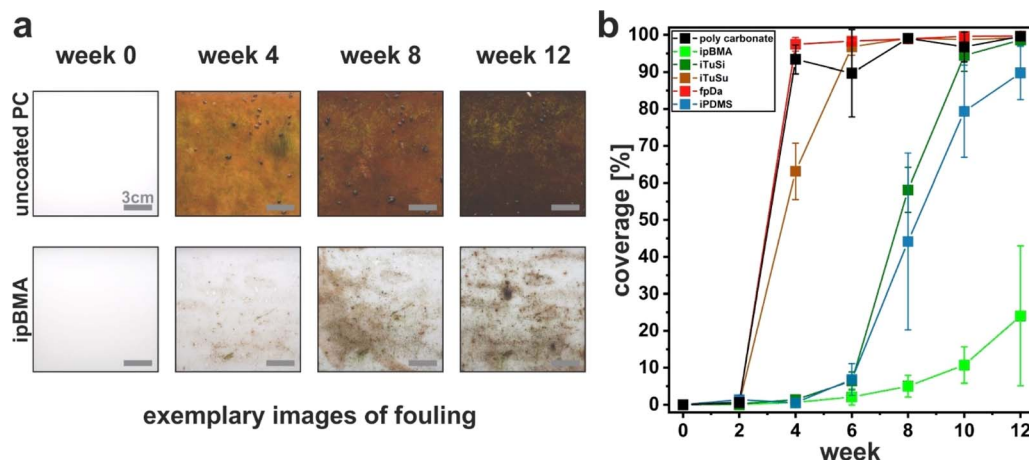 a
week 0
week 4
week 8
week 12
uncoated PC
3cm
ipBMA
exemplary images of fouling
b
coverage [%]
100
90
80
70
60
50
40
30
20
10
0
poly carbonate
ipBMA
iTuSi
iTuSu
fpDa
iPDMS
0
2
4
6
8
10
12
week